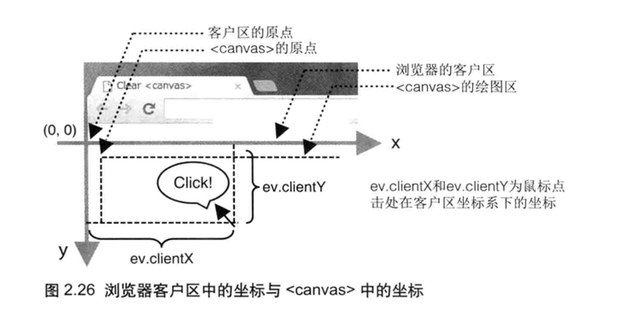 客户区的原点
<canvas>的原点
浏览器的客户区
<canvas>的绘图区
Clear <canvas>
(0, 0)
x
Click!
ev.clientY
ev.clientX和ev.clientY为鼠标点
击处在客户区坐标系下的坐标
y
ev.clientX
图 2.26 浏览器客户区中的坐标与 <canvas> 中的坐标